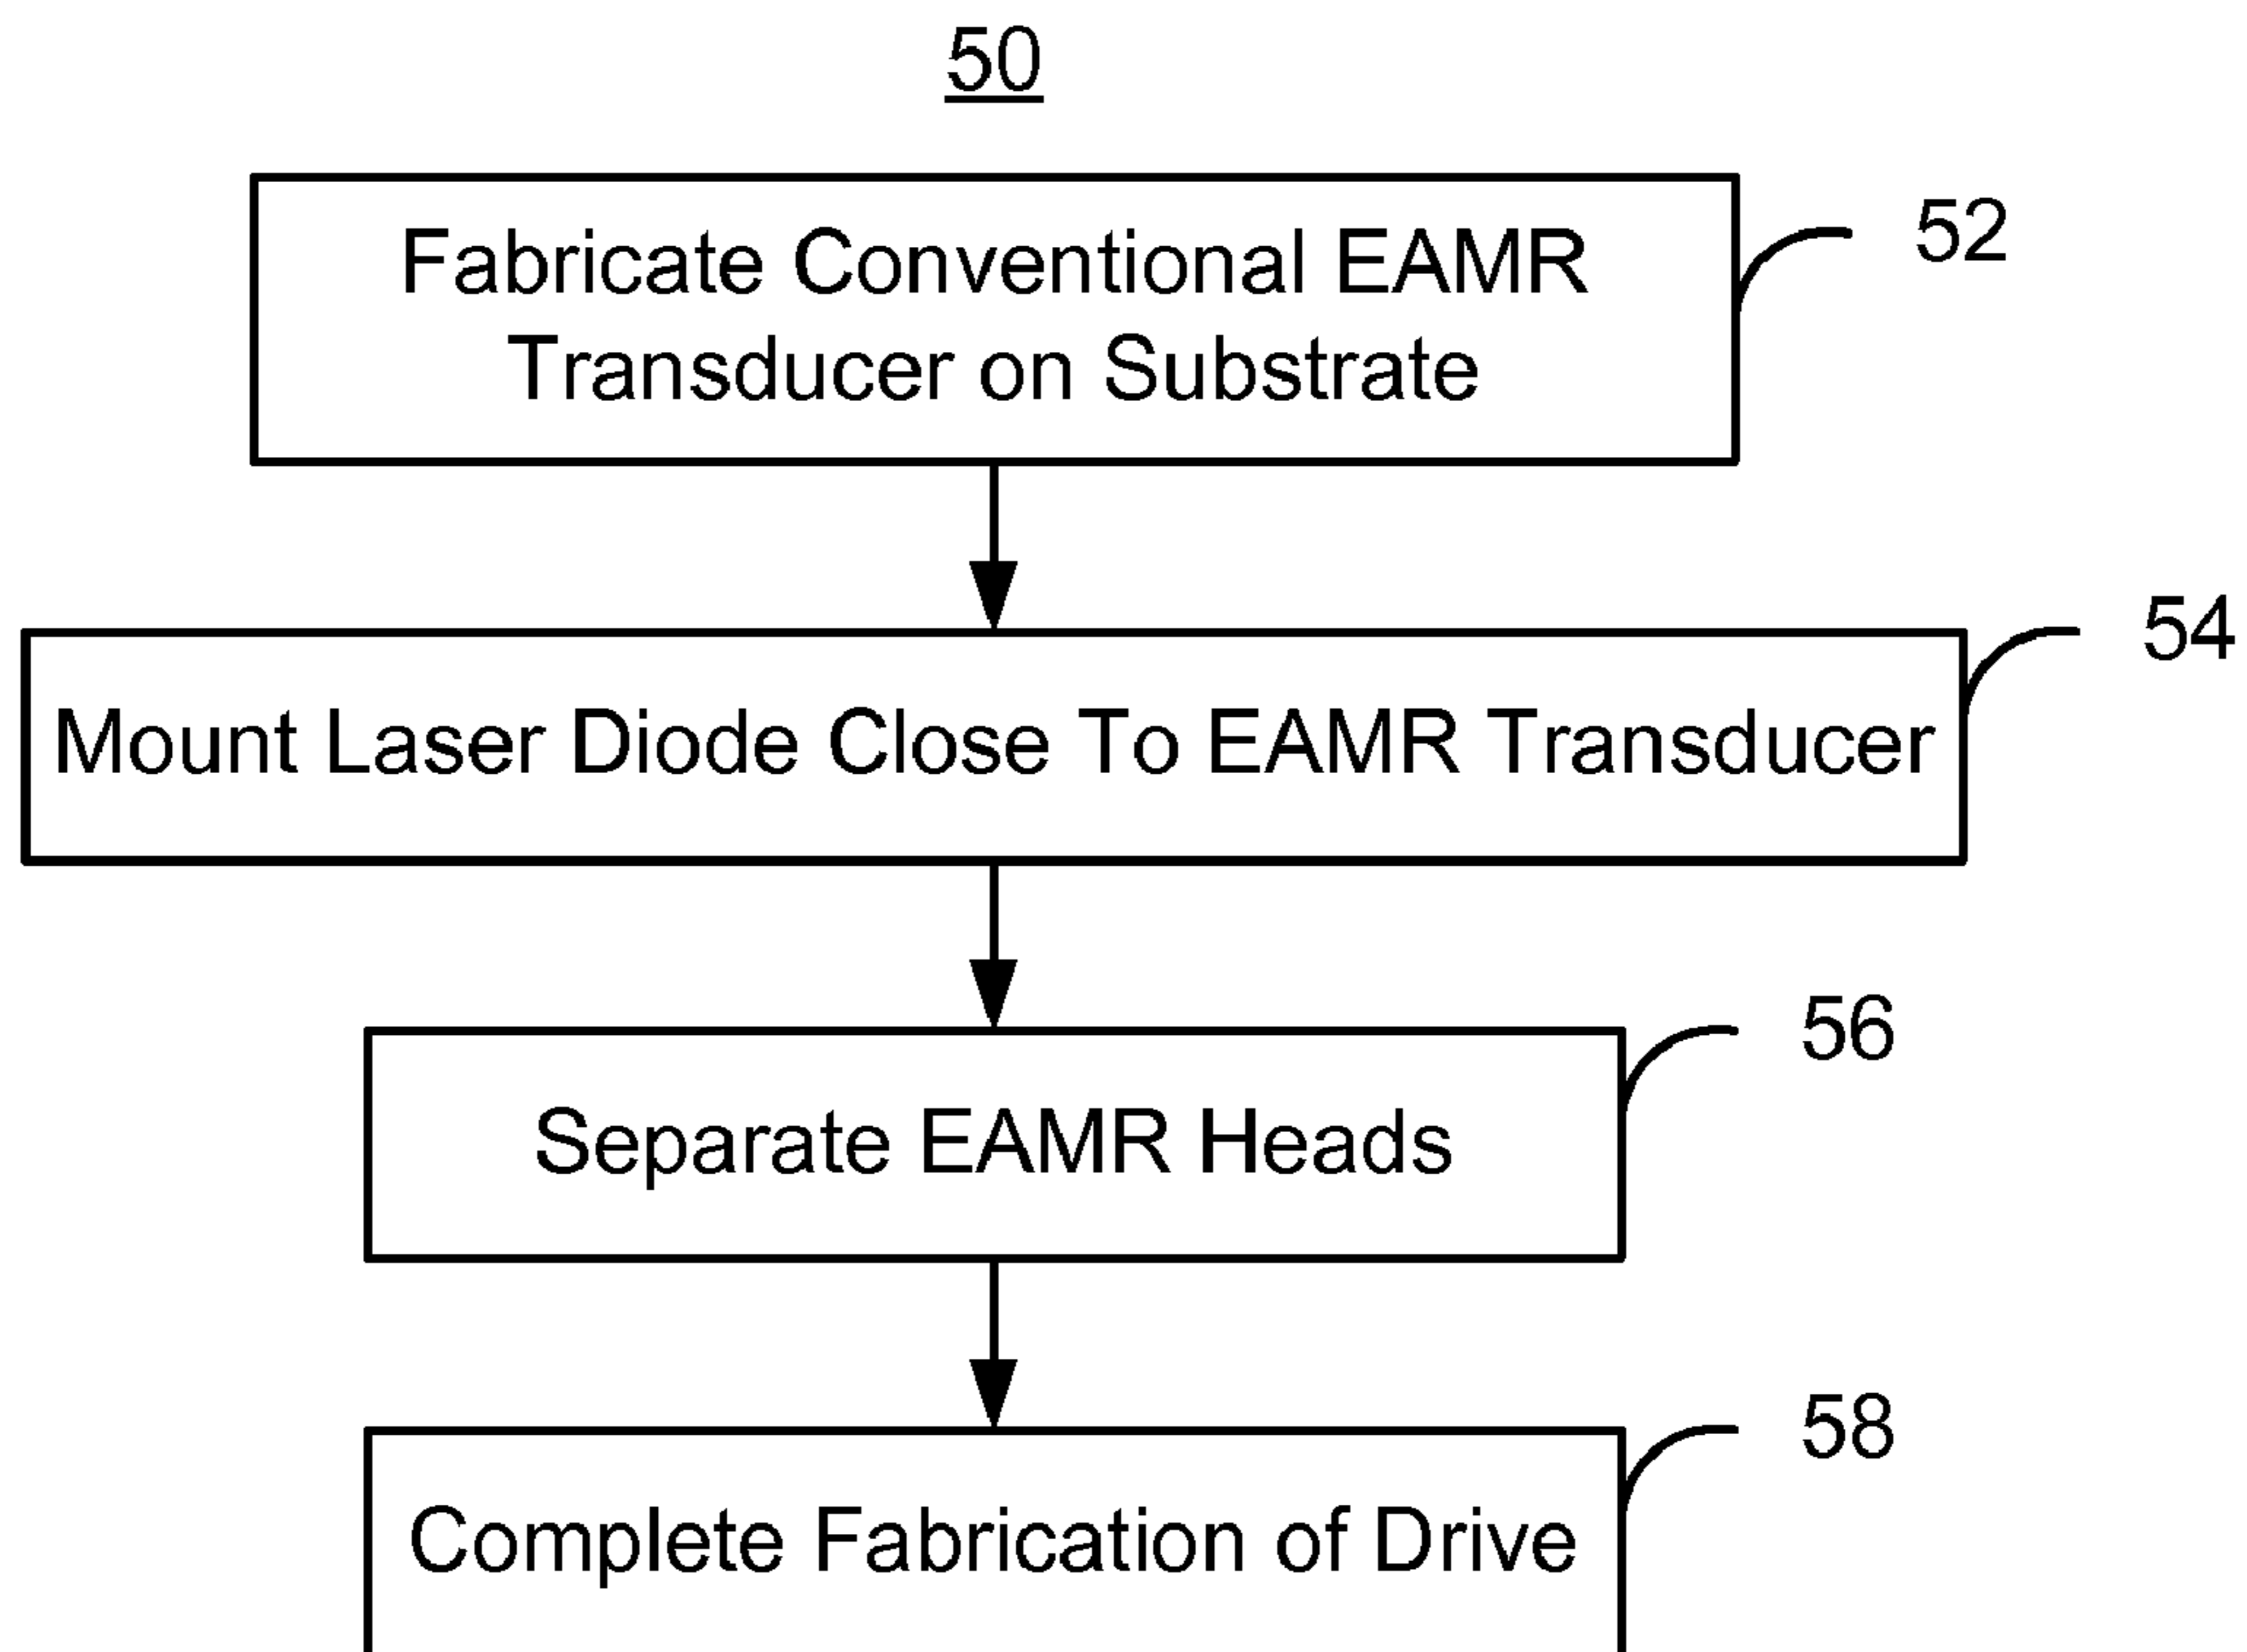 50
Fabricate Conventional EAMR
Transducer on Substrate
52
Mount Laser Diode Close To EAMR Transducer
54
Separate EAMR Heads
56
Complete Fabrication of Drive
58